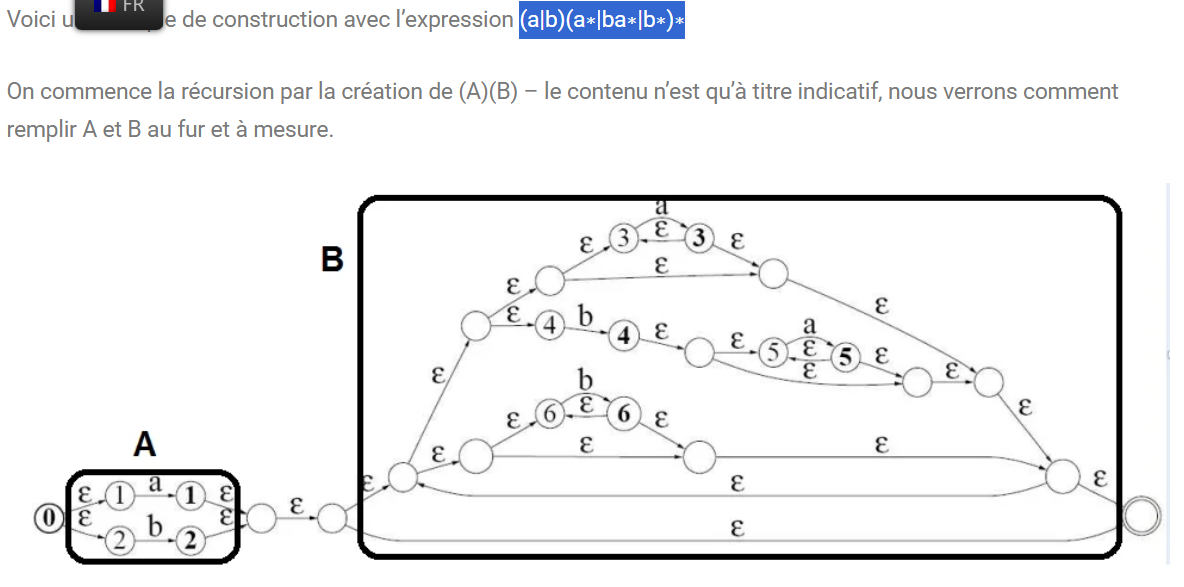 Voici u FR e de construction avec l’expression (a|b)(a*|ba*|b*)*
On commence la récursion par la création de (A)(B) – le contenu n’est qu’à titre indicatif, nous verrons comment
remplir A et B au fur et à mesure.
a
B
ε 3 ε 3 ε
ε
ε
ε 4 b 4 ε
ε
ε 5 a ε 5 ε
ε
ε
ε
b
ε 6 ε 6 ε
ε
ε
ε
ε
A
ε
ε
ε
0 ε 1 a 1 ε
ε 2 b 2 ε
ε
ε